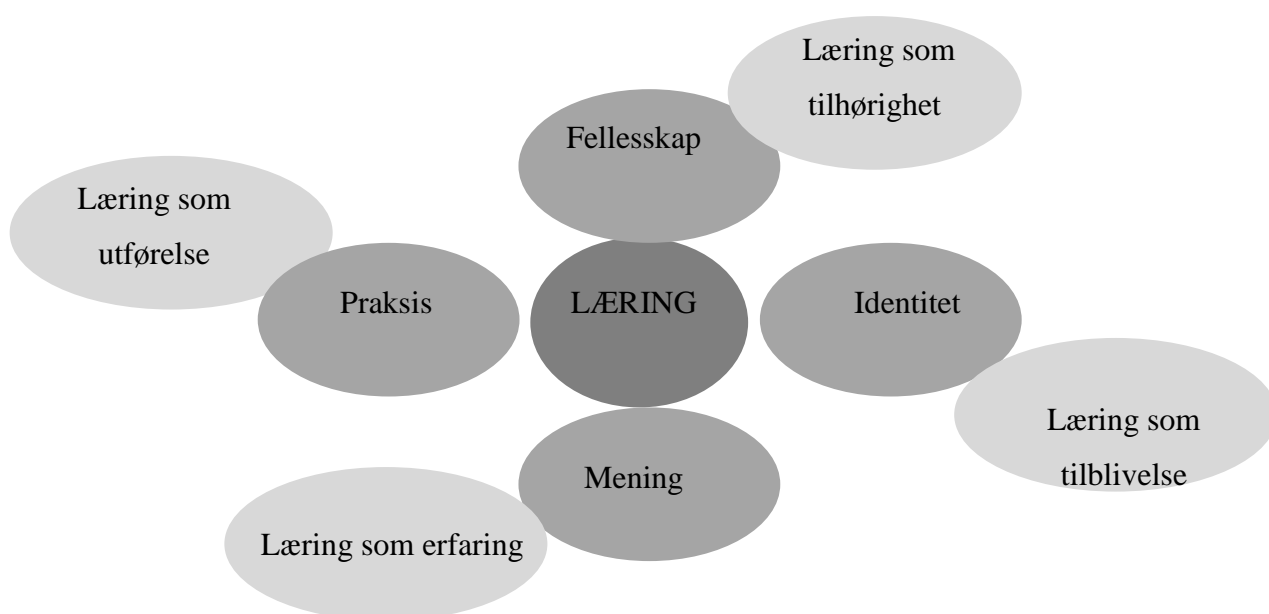 Læring som
tilhørighet
Fellesskap
Læring som
utførelse
Praksis
LÆRING
Identitet
Læring som
tilblivelse
Mening
Læring som erfaring